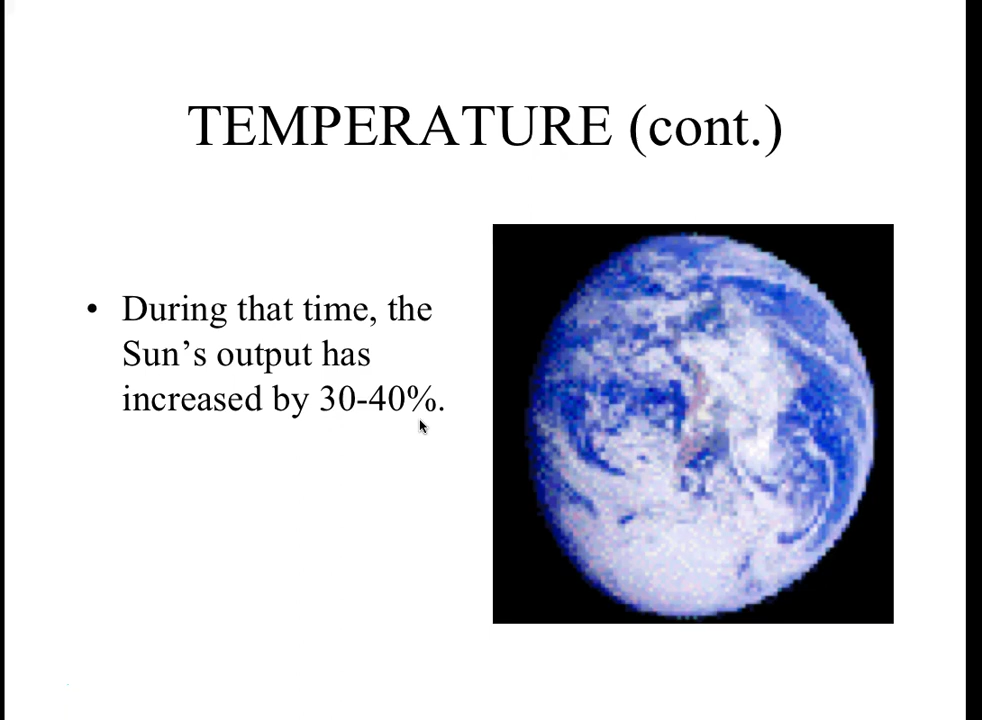 TEMPERATURE (cont.)
• During that time, the
Sun’s output has
increased by 30-40%.